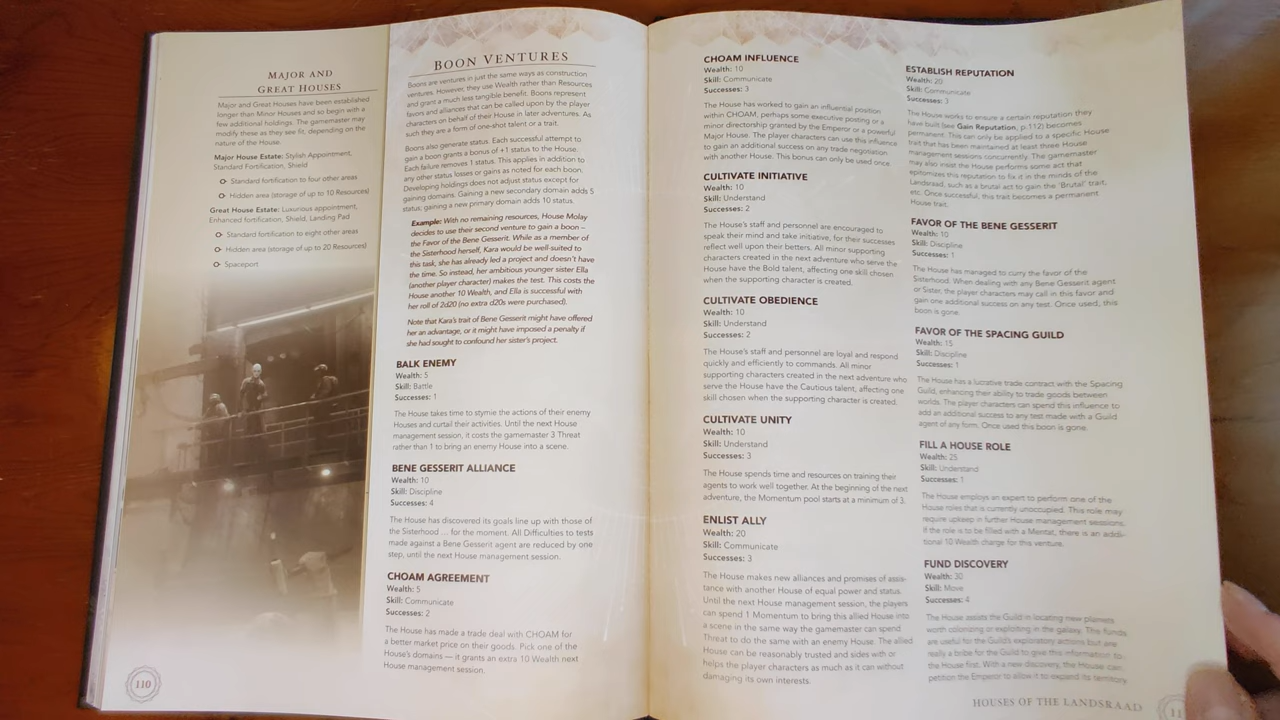 MAJOR AND
GREAT HOUSES
Major and Great Houses have been established
longer than Minor Houses and so begin with a
few additional holdings. The gamemaster may
modify these as they see fit, depending on the
nature of the House.
Major House Estate: Stylish Appointment,
Standard Fortification, Shield
Standard fortification to four other areas
Hidden area (storage of up to 10 Resources)
Great House Estate: Luxurious appointment,
Enhanced fortification, Shield, Landing Pad
Standard fortification to eight other areas
Hidden area (storage of up to 20 Resources)
Spaceport
110
BOON VENTURES
Boons are ventures in just the same ways as construction
ventures. However, they use Wealth rather than Resources
and grant a much less tangible benefit. Boons represent
favors and alliances that can be called upon by the player
characters on behalf of their House in later adventures. As
such they are a form of one-shot talent or a trait.
Boons also generate status. Each successful attempt to
gain a boon grants a bonus of +1 status to the House.
Each failure removes 1 status. This applies in addition to
any other status losses or gains as noted for each boon.
Developing holdings does not adjust status except for
gaining domains. Gaining a new secondary domain adds 5
status; gaining a new primary domain adds 10 status.
Example: With no remaining resources, House Molay
decides to use their second venture to gain a boon –
the Favor of the Bene Gesserit. While as a member of
the Sisterhood herself, Kara would be well-suited to
this task, she has already led a project and doesn't have
the time. So instead, her ambitious younger sister Ella
(another player character) makes the test. This costs the
House another 10 Wealth, and Ella is successful with
her roll of 2d20 (no extra d20s were purchased).
Note that Kara's trait of Bene Gesserit might have offered
her an advantage, or it might have imposed a penalty if
she had sought to confound her sister's project.
BALK ENEMY
Wealth: 5
Skill: Battle
Successes: 1
The House takes time to stymie the actions of their enemy
Houses and curtail their activities. Until the next House
management session, it costs the gamemaster 3 Threat
rather than 1 to bring an enemy House into a scene.
BENE GESSERIT ALLIANCE
Wealth: 10
Skill: Discipline
Successes: 4
The House has discovered its goals line up with those of
the Sisterhood ... for the moment. All Difficulties to tests
made against a Bene Gesserit agent are reduced by one
step, until the next House management session.
CHOAM AGREEMENT
Wealth: 5
Skill: Communicate
Successes: 2
The House has made a trade deal with CHOAM for
a better market price on their goods. Pick one of the
House's domains — it grants an extra 10 Wealth next
House management session.
CHOAM INFLUENCE
Wealth: 10
Skill: Communicate
Successes: 3
The House has worked to gain an influential position
within CHOAM, perhaps some executive posting or a
minor directorship granted by the Emperor or a powerful
Major House. The player characters can use this influence
to gain an additional success on any trade negotiation
with another House. This bonus can only be used once.
CULTIVATE INITIATIVE
Wealth: 10
Skill: Understand
Successes: 2
The House's staff and personnel are encouraged to
speak their mind and take initiative, for their successes
reflect well upon their betters. All minor supporting
characters created in the next adventure who serve the
House have the Bold talent, affecting one skill chosen
when the supporting character is created.
CULTIVATE OBEDIENCE
Wealth: 10
Skill: Understand
Successes: 2
The House's staff and personnel are loyal and respond
quickly and efficiently to commands. All minor
supporting characters created in the next adventure who
serve the House have the Cautious talent, affecting one
skill chosen when the supporting character is created.
CULTIVATE UNITY
Wealth: 10
Skill: Understand
Successes: 3
The House spends time and resources on training their
agents to work well together. At the beginning of the next
adventure, the Momentum pool starts at a minimum of 3.
ENLIST ALLY
Wealth: 20
Skill: Communicate
Successes: 3
The House makes new alliances and promises of assis-
tance with another House of equal power and status.
Until the next House management session, the players
can spend 1 Momentum to bring this allied House into
a scene in the same way the gamemaster can spend
Threat to do the same with an enemy House. The allied
House can be reasonably trusted and sides with or
helps the player characters as much as it can without
damaging its own interests.
ESTABLISH REPUTATION
Wealth: 20
Skill: Communicate
Successes: 3
The House works to ensure a certain reputation they
have built (see Gain Reputation, p.112) becomes
permanent. This can only be applied to a specific House
trait that has been maintained at least three House
management sessions concurrently. The gamemaster
may also insist the House performs some act that
epitomizes this reputation to fix it in the minds of the
Landsraad, such as a brutal act to gain the 'Brutal' trait,
etc. Once successful, this trait becomes a permanent
House trait.
FAVOR OF THE BENE GESSERIT
Wealth: 10
Skill: Discipline
Successes: 1
The House has managed to curry the favor of the
Sisterhood. When dealing with any Bene Gesserit agent
or Sister, the player characters may call in this favor and
gain one additional success on any test. Once used, this
boon is gone.
FAVOR OF THE SPACING GUILD
Wealth: 15
Skill: Discipline
Successes: 1
The House has a lucrative trade contract with the Spacing
Guild, enhancing their ability to trade goods between
worlds. The player characters can spend this influence to
add an additional success to any test made with a Guild
agent of any form. Once used this boon is gone.
FILL A HOUSE ROLE
Wealth: 25
Skill: Understand
Successes: 1
The House employs an expert to perform one of the
House roles that is currently unoccupied. This role may
require upkeep in further House management sessions.
If the role is to be filled with a Mentat, there is an addi-
tional 10 Wealth charge for this venture.
FUND DISCOVERY
Wealth: 30
Skill: Move
Successes: 4
The House assists the Guild in locating new planets
worth colonizing or exploiting in the galaxy. The funds
are useful for the Guild's exploratory actions but are
really a bribe for the Guild to give this information to
the House first. With a new discovery, the House can
petition the Emperor to allow it to expand its territory
HOUSES OF THE LANDSRAAD